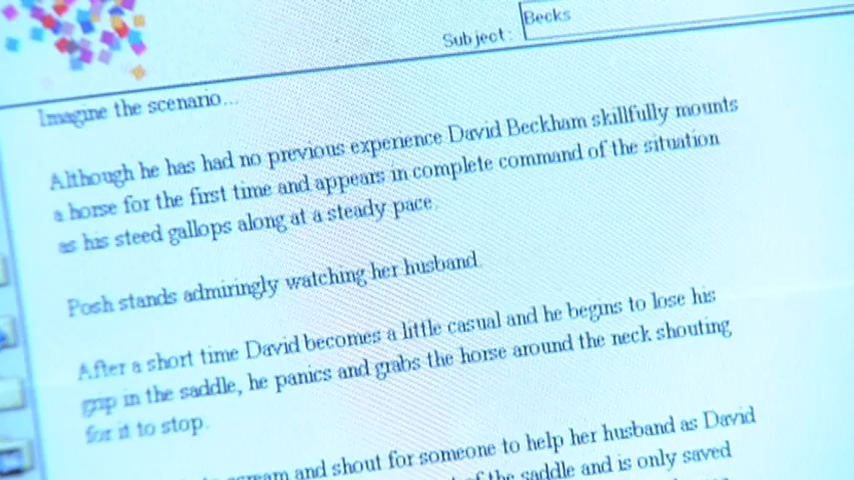 Subject: Becks
Imagine the scenario...
Although he has had no previous experience David Beckham skillfully mounts
a horse for the first time and appears in complete command of the situation
as his steed gallops along at a steady pace.
Posh stands admiringly watching her husband.
After a short time David becomes a little casual and he begins to lose his
grip in the saddle, he panics and grabs the horse around the neck shouting
for it to stop.
scream and shout for someone to help her husband as David
of the saddle and is only saved